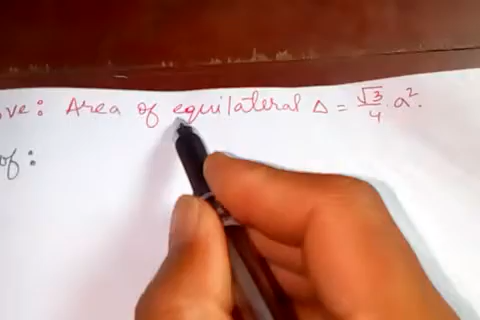 ve: Area of equilateral Δ = √3/4 a².
of: